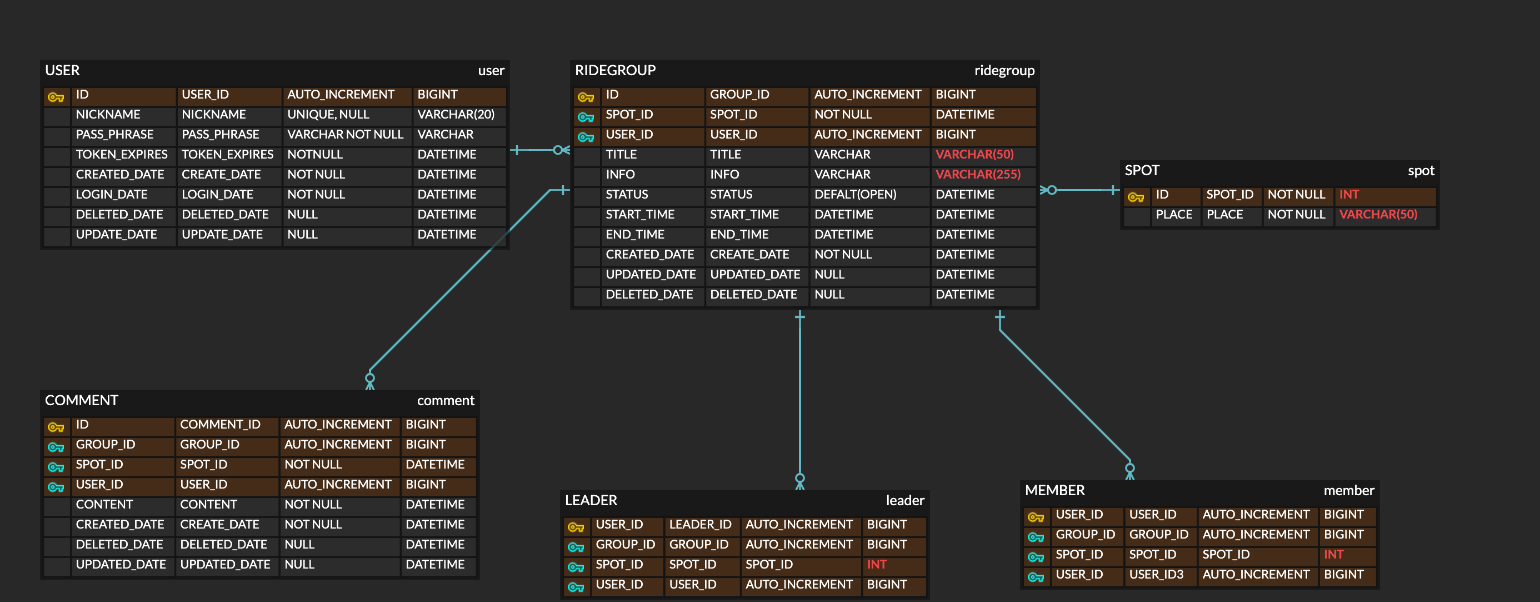 USER user
ID USER_ID AUTO_INCREMENT BIGINT
NICKNAME NICKNAME UNIQUE, NULL VARCHAR(20)
PASS_PHRASE PASS_PHRASE VARCHAR NOT NULL VARCHAR
TOKEN_EXPIRES TOKEN_EXPIRES NOTNULL DATETIME
CREATED_DATE CREATE_DATE NOT NULL DATETIME
LOGIN_DATE LOGIN_DATE NOT NULL DATETIME
DELETED_DATE DELETED_DATE NULL DATETIME
UPDATE_DATE UPDATE_DATE NULL DATETIME
RIDEGROUP ridegroup
ID GROUP_ID AUTO_INCREMENT BIGINT
SPOT_ID SPOT_ID NOT NULL DATETIME
USER_ID USER_ID AUTO_INCREMENT BIGINT
TITLE TITLE VARCHAR VARCHAR(50)
INFO INFO VARCHAR VARCHAR(255)
STATUS STATUS DEFALT(OPEN) DATETIME
START_TIME START_TIME DATETIME DATETIME
END_TIME END_TIME DATETIME DATETIME
CREATED_DATE CREATE_DATE NOT NULL DATETIME
UPDATED_DATE UPDATED_DATE NULL DATETIME
DELETED_DATE DELETED_DATE NULL DATETIME
SPOT spot
ID SPOT_ID NOT NULL INT
PLACE PLACE NOT NULL VARCHAR(50)
COMMENT comment
ID COMMENT_ID AUTO_INCREMENT BIGINT
GROUP_ID GROUP_ID AUTO_INCREMENT BIGINT
SPOT_ID SPOT_ID NOT NULL DATETIME
USER_ID USER_ID AUTO_INCREMENT BIGINT
CONTENT CONTENT NOT NULL DATETIME
CREATED_DATE CREATE_DATE NOT NULL DATETIME
DELETED_DATE DELETED_DATE NULL DATETIME
UPDATED_DATE UPDATED_DATE NULL DATETIME
LEADER leader
USER_ID LEADER_ID AUTO_INCREMENT BIGINT
GROUP_ID GROUP_ID AUTO_INCREMENT BIGINT
SPOT_ID SPOT_ID SPOT_ID INT
USER_ID USER_ID AUTO_INCREMENT BIGINT
MEMBER member
USER_ID USER_ID AUTO_INCREMENT BIGINT
GROUP_ID GROUP_ID AUTO_INCREMENT BIGINT
SPOT_ID SPOT_ID SPOT_ID INT
USER_ID USER_ID3 AUTO_INCREMENT BIGINT